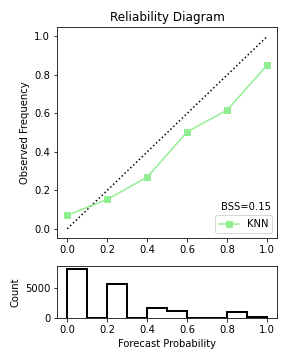 Reliability Diagram
1.0
0.8
0.6
0.4
0.2
0.0
Observed Frequency
BSS=0.15
KNN
0.0 0.2 0.4 0.6 0.8 1.0
5000
0
Count
0.0 0.2 0.4 0.6 0.8 1.0
Forecast Probability